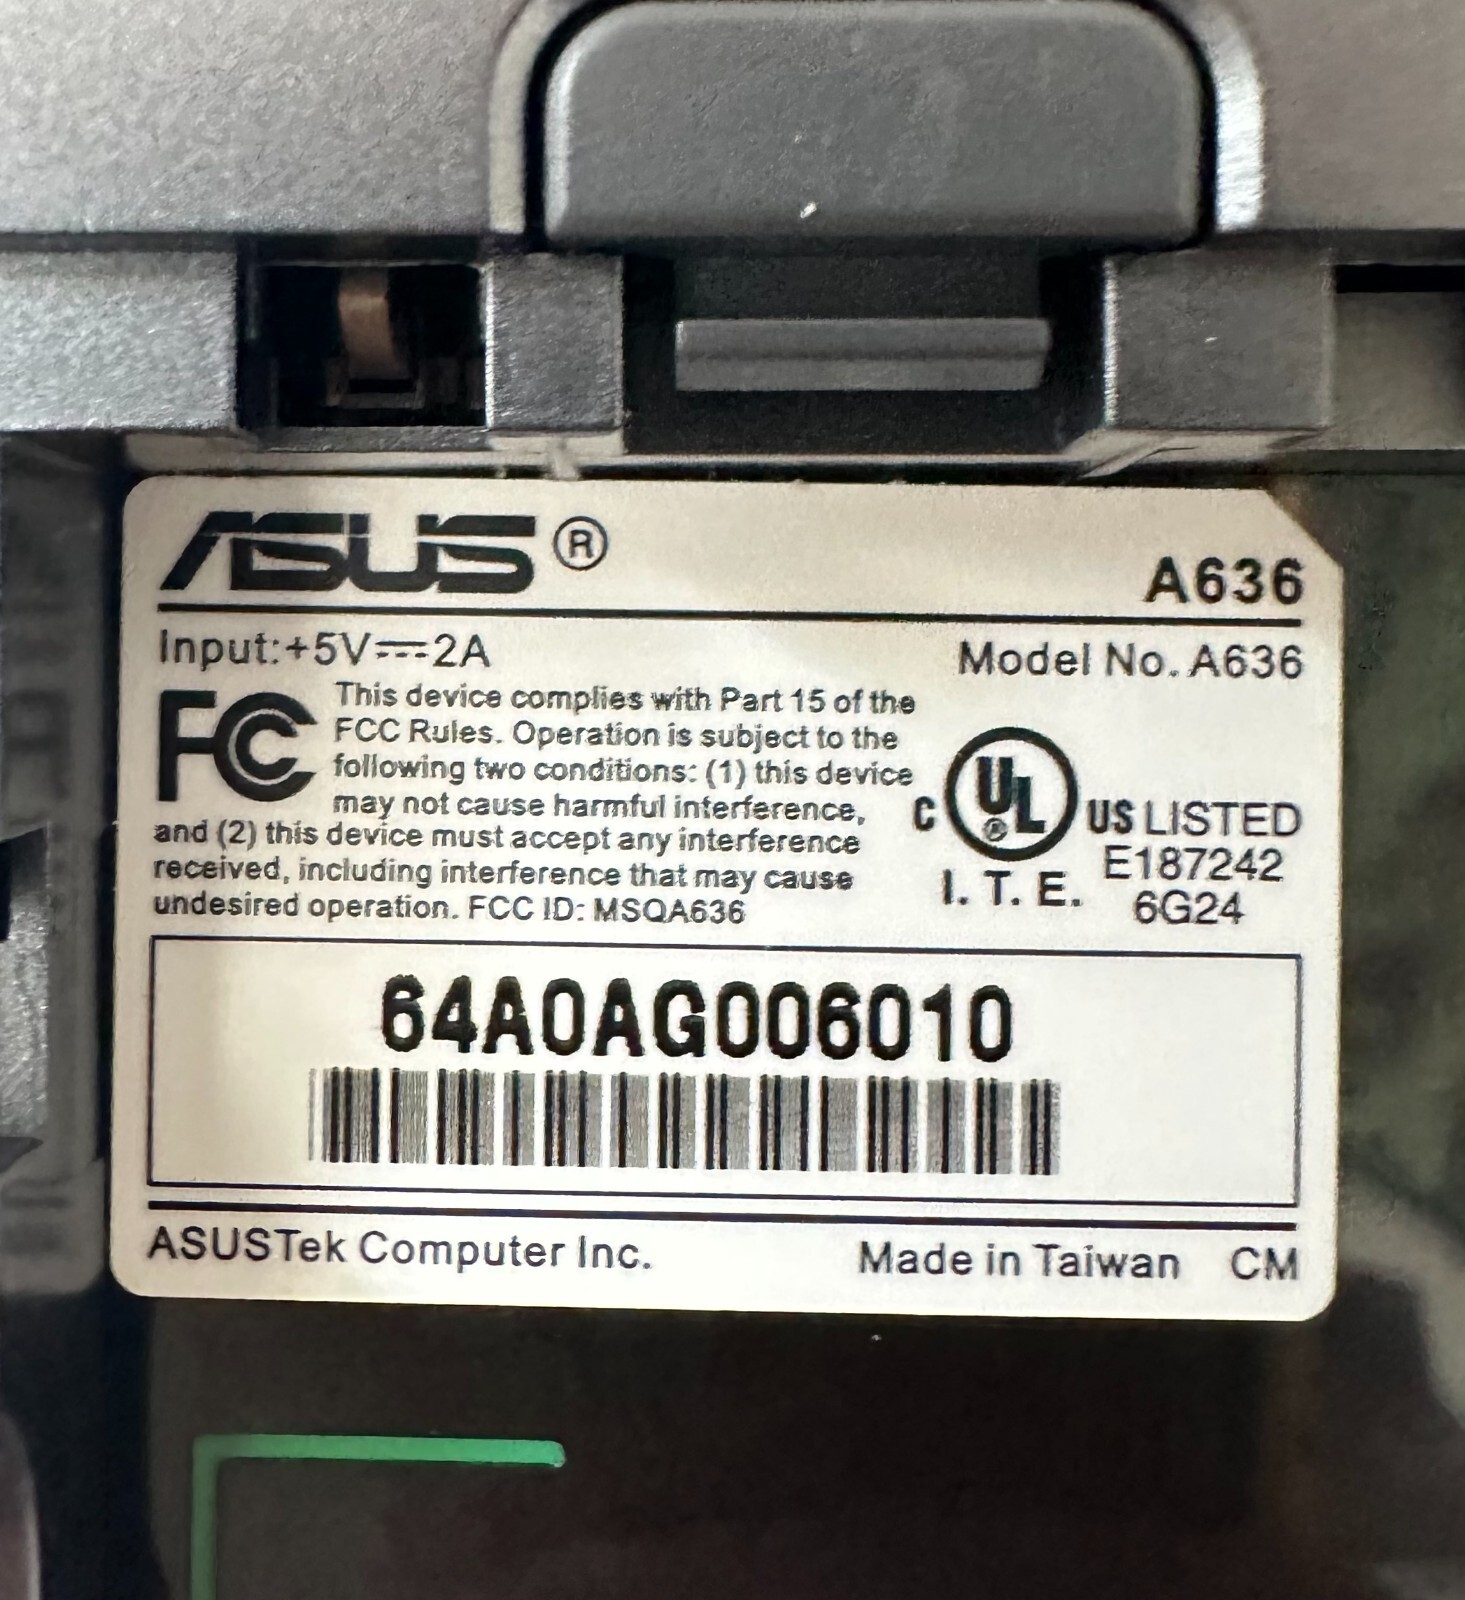 ASUS®
A636
Input:+5V⎓2A
Model No. A636
FC This device complies with Part 15 of the
FCC Rules. Operation is subject to the
following two conditions: (1) this device
may not cause harmful interference,
and (2) this device must accept any interference
received, including interference that may cause
undesired operation. FCC ID: MSQA636
C UL® US LISTED
I.T.E. E187242
6G24
64A0AG006010
ASUSTek Computer Inc.
Made in Taiwan CM